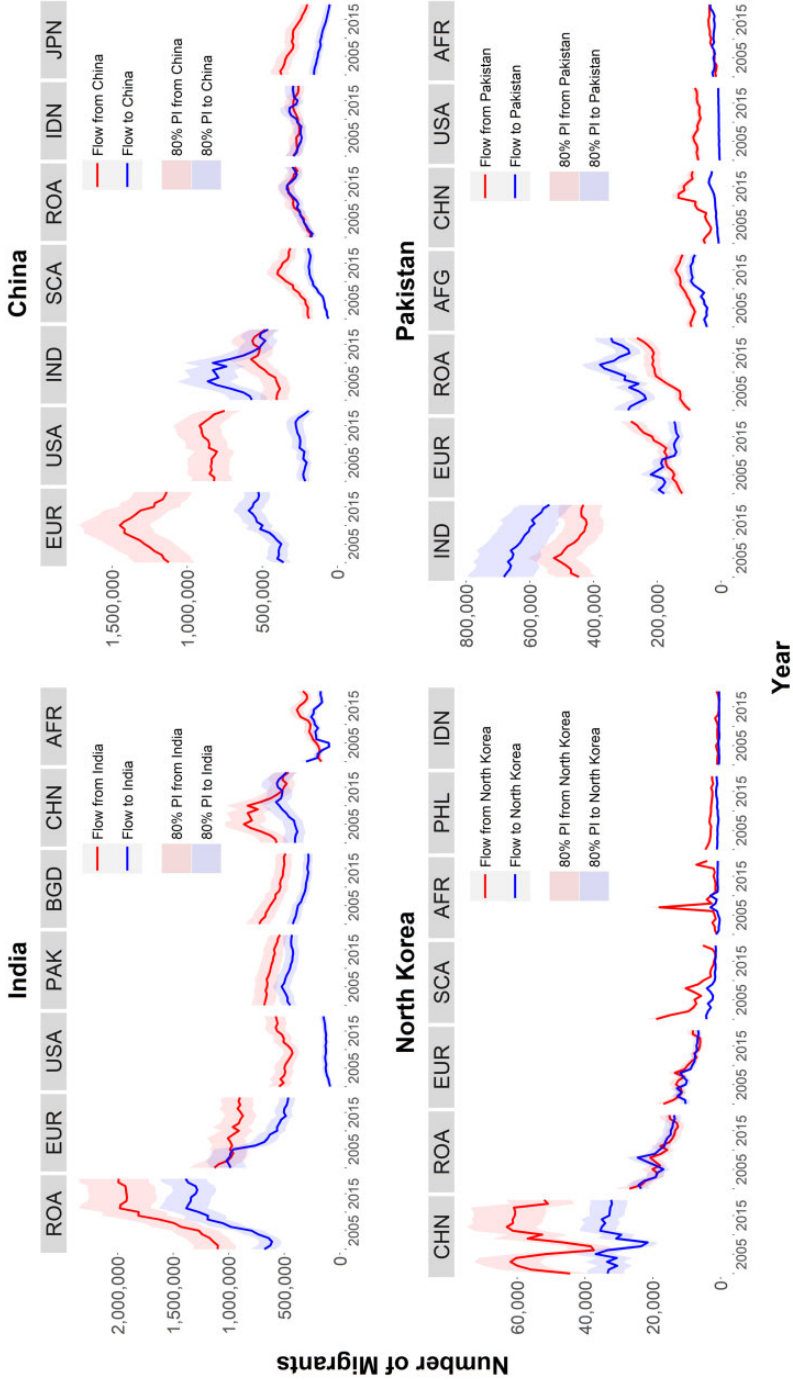 Number of Migrants
India
ROA EUR USA PAK BGD CHN AFR
2,000,000
1,500,000
1,000,000
500,000
0
2005 2015 2005 2015 2005 2015 2005 2015 2005 2015 2005 2015 2005 2015
Flow from India
Flow to India
80% PI from India
80% PI to India
China
EUR USA IND SCA ROA IDN JPN
1,500,000
1,000,000
500,000
0
2005 2015 2005 2015 2005 2015 2005 2015 2005 2015 2005 2015 2005 2015
Flow from China
Flow to China
80% PI from China
80% PI to China
North Korea
CHN ROA EUR SCA AFR PHL IDN
60,000
40,000
20,000
0
2005 2015 2005 2015 2005 2015 2005 2015 2005 2015 2005 2015 2005 2015
Flow from North Korea
Flow to North Korea
80% PI from North Korea
80% PI to North Korea
Pakistan
IND EUR ROA AFG CHN USA AFR
800,000
600,000
400,000
200,000
0
2005 2015 2005 2015 2005 2015 2005 2015 2005 2015 2005 2015 2005 2015
Flow from Pakistan
Flow to Pakistan
80% PI from Pakistan
80% PI to Pakistan
Year